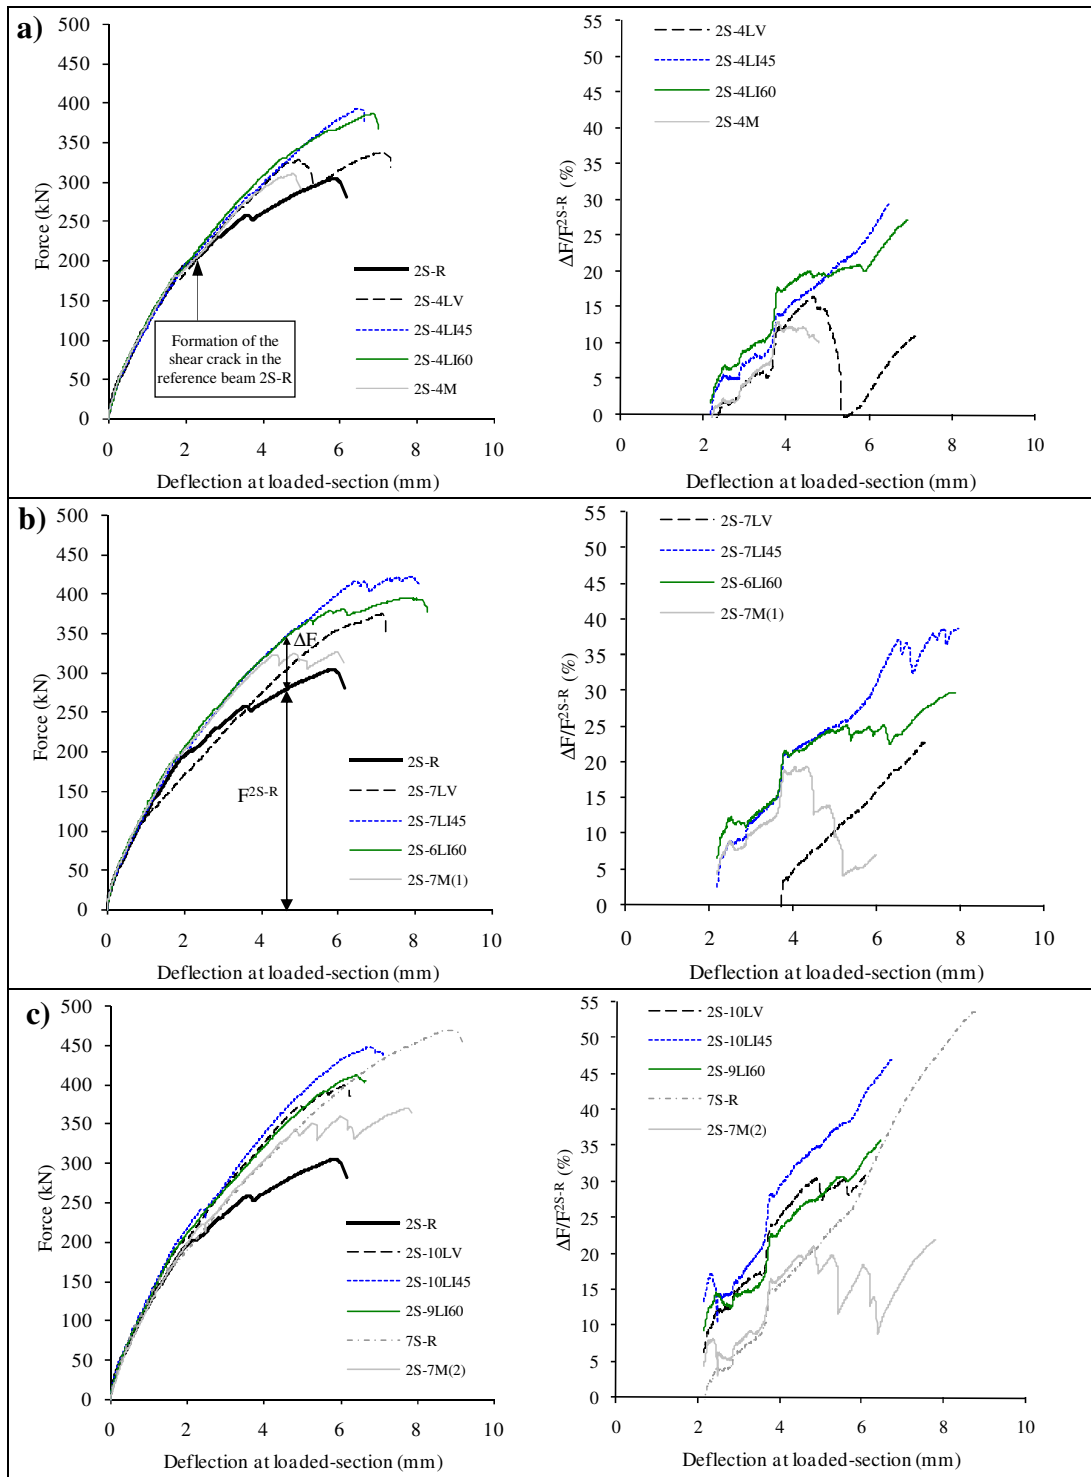 a)
500
450
400
350
300
250
200
150
100
50
0
Force (kN)
0 2 4 6 8 10
Deflection at loaded-section (mm)
Formation of the
shear crack in the
reference beam 2S-R
2S-R
2S-4LV
2S-4LI45
2S-4LI60
2S-4M
55
50
45
40
35
30
25
20
15
10
5
0
ΔF/F2S-R (%)
0 2 4 6 8 10
Deflection at loaded-section (mm)
2S-4LV
2S-4LI45
2S-4LI60
2S-4M
b)
500
450
400
350
300
250
200
150
100
50
0
Force (kN)
0 2 4 6 8 10
Deflection at loaded-section (mm)
ΔF
F2S-R
2S-R
2S-7LV
2S-7LI45
2S-6LI60
2S-7M(1)
55
50
45
40
35
30
25
20
15
10
5
0
ΔF/F2S-R (%)
0 2 4 6 8 10
Deflection at loaded-section (mm)
2S-7LV
2S-7LI45
2S-6LI60
2S-7M(1)
c)
500
450
400
350
300
250
200
150
100
50
0
Force (kN)
0 2 4 6 8 10
Deflection at loaded-section (mm)
2S-R
2S-10LV
2S-10LI45
2S-9LI60
7S-R
2S-7M(2)
55
50
45
40
35
30
25
20
15
10
5
0
ΔF/F2S-R (%)
0 2 4 6 8 10
Deflection at loaded-section (mm)
2S-10LV
2S-10LI45
2S-9LI60
7S-R
2S-7M(2)